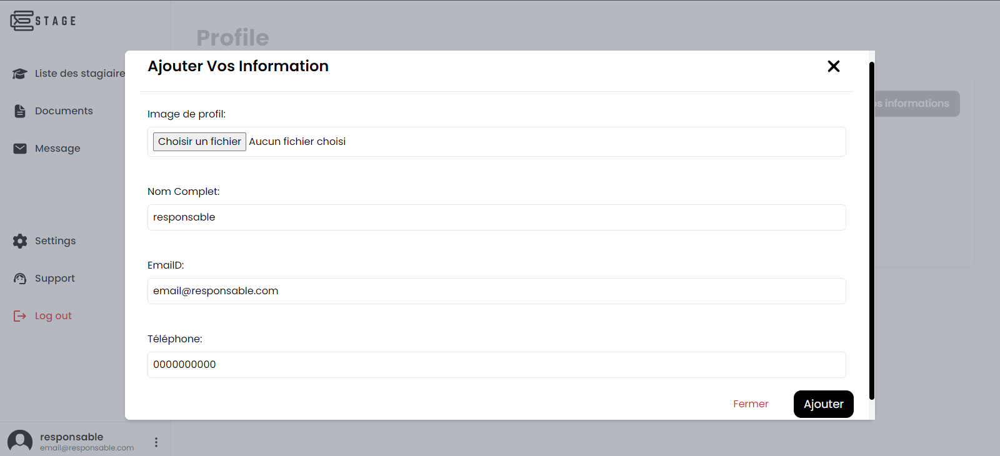 STAGE
Profile
Liste des stagiaire
Documents
Message
Settings
Support
Log out
responsable
email@responsable.com
Ajouter Vos Information
Image de profil:
Choisir un fichier Aucun fichier choisi
Nom Complet:
responsable
EmailD:
email@responsable.com
Téléphone:
0000000000
Fermer
Ajouter
informations